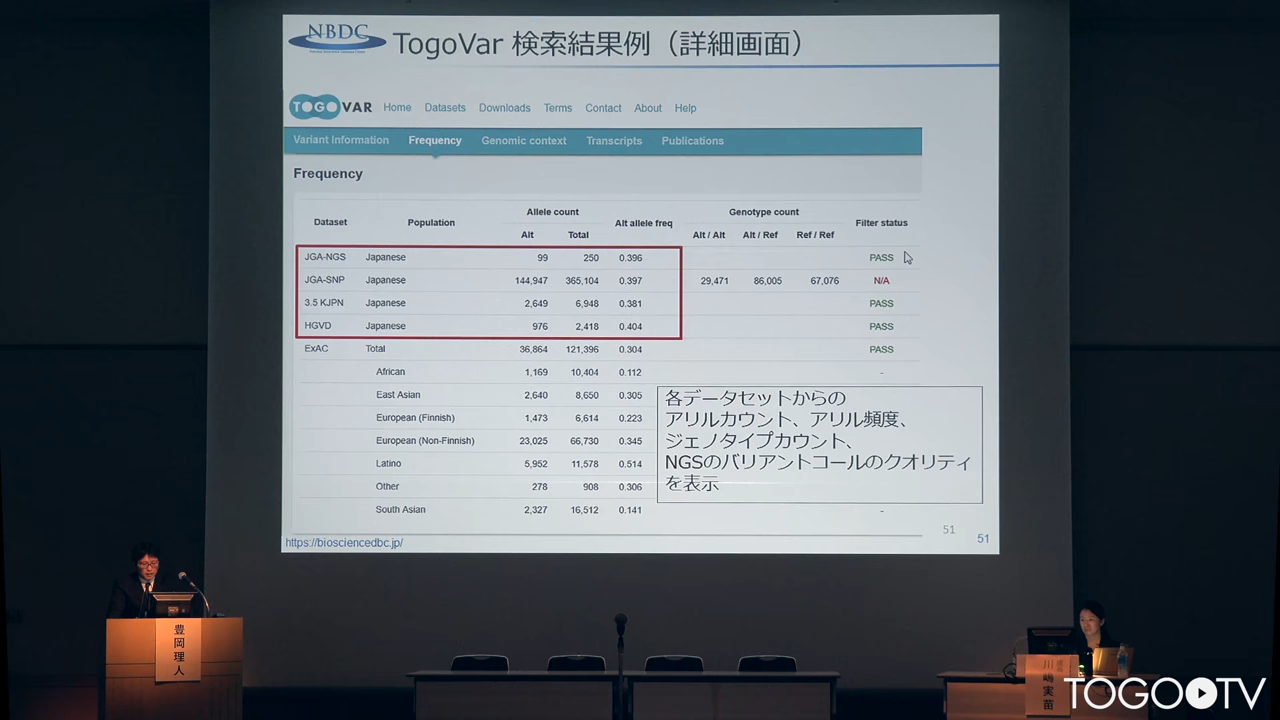 NBDC
TogoVar 検索結果例（詳細画面）
TOGOVAR Home Datasets Downloads Terms Contact About Help
Variant Information Frequency Genomic context Transcripts Publications
Frequency
Dataset Population Allele count Alt allele freq Genotype count Filter status
Alt Total Alt / Alt Alt / Ref Ref / Ref
JGA-NGS Japanese 99 250 0.396 PASS
JGA-SNP Japanese 144,947 365,104 0.397 29,471 86,005 67,076 N/A
3.5 KJPN Japanese 2,649 6,948 0.381 PASS
HGVD Japanese 976 2,418 0.404 PASS
ExAC Total 36,864 121,396 0.304 PASS
African 1,169 10,404 0.112 -
East Asian 2,640 8,650 0.305
European (Finnish) 1,473 6,614 0.223
European (Non-Finnish) 23,025 66,730 0.345
Latino 5,952 11,578 0.514
Other 278 908 0.306
South Asian 2,327 16,512 0.141 -
各データセットからの
アリルカウント、アリル頻度、
ジェノタイプカウント、
NGSのバリアントコールのクオリティ
を表示
51
51
https://biosciencedbc.jp/
豊岡理人
川嶋実苗
TOGOTV